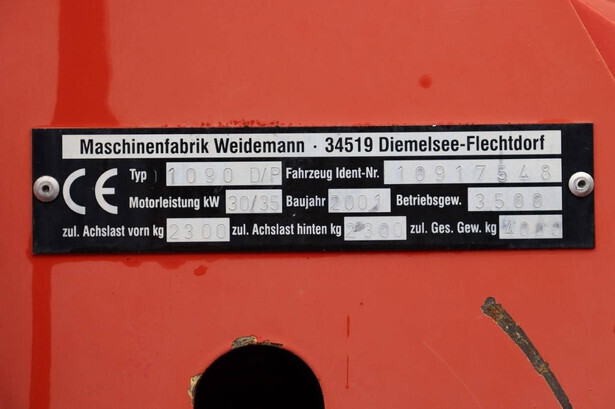 Maschinenfabrik Weidemann · 34519 Diemelsee-Flechtdorf
CE Typ 1090 D/P Fahrzeug Ident-Nr. 10917548
Motorleistung kW 30/35 Baujahr 2001 Betriebsgew. 3500
zul. Achslast vorn kg 2300 zul. Achslast hinten kg 2300 zul. Ges. Gew. kg